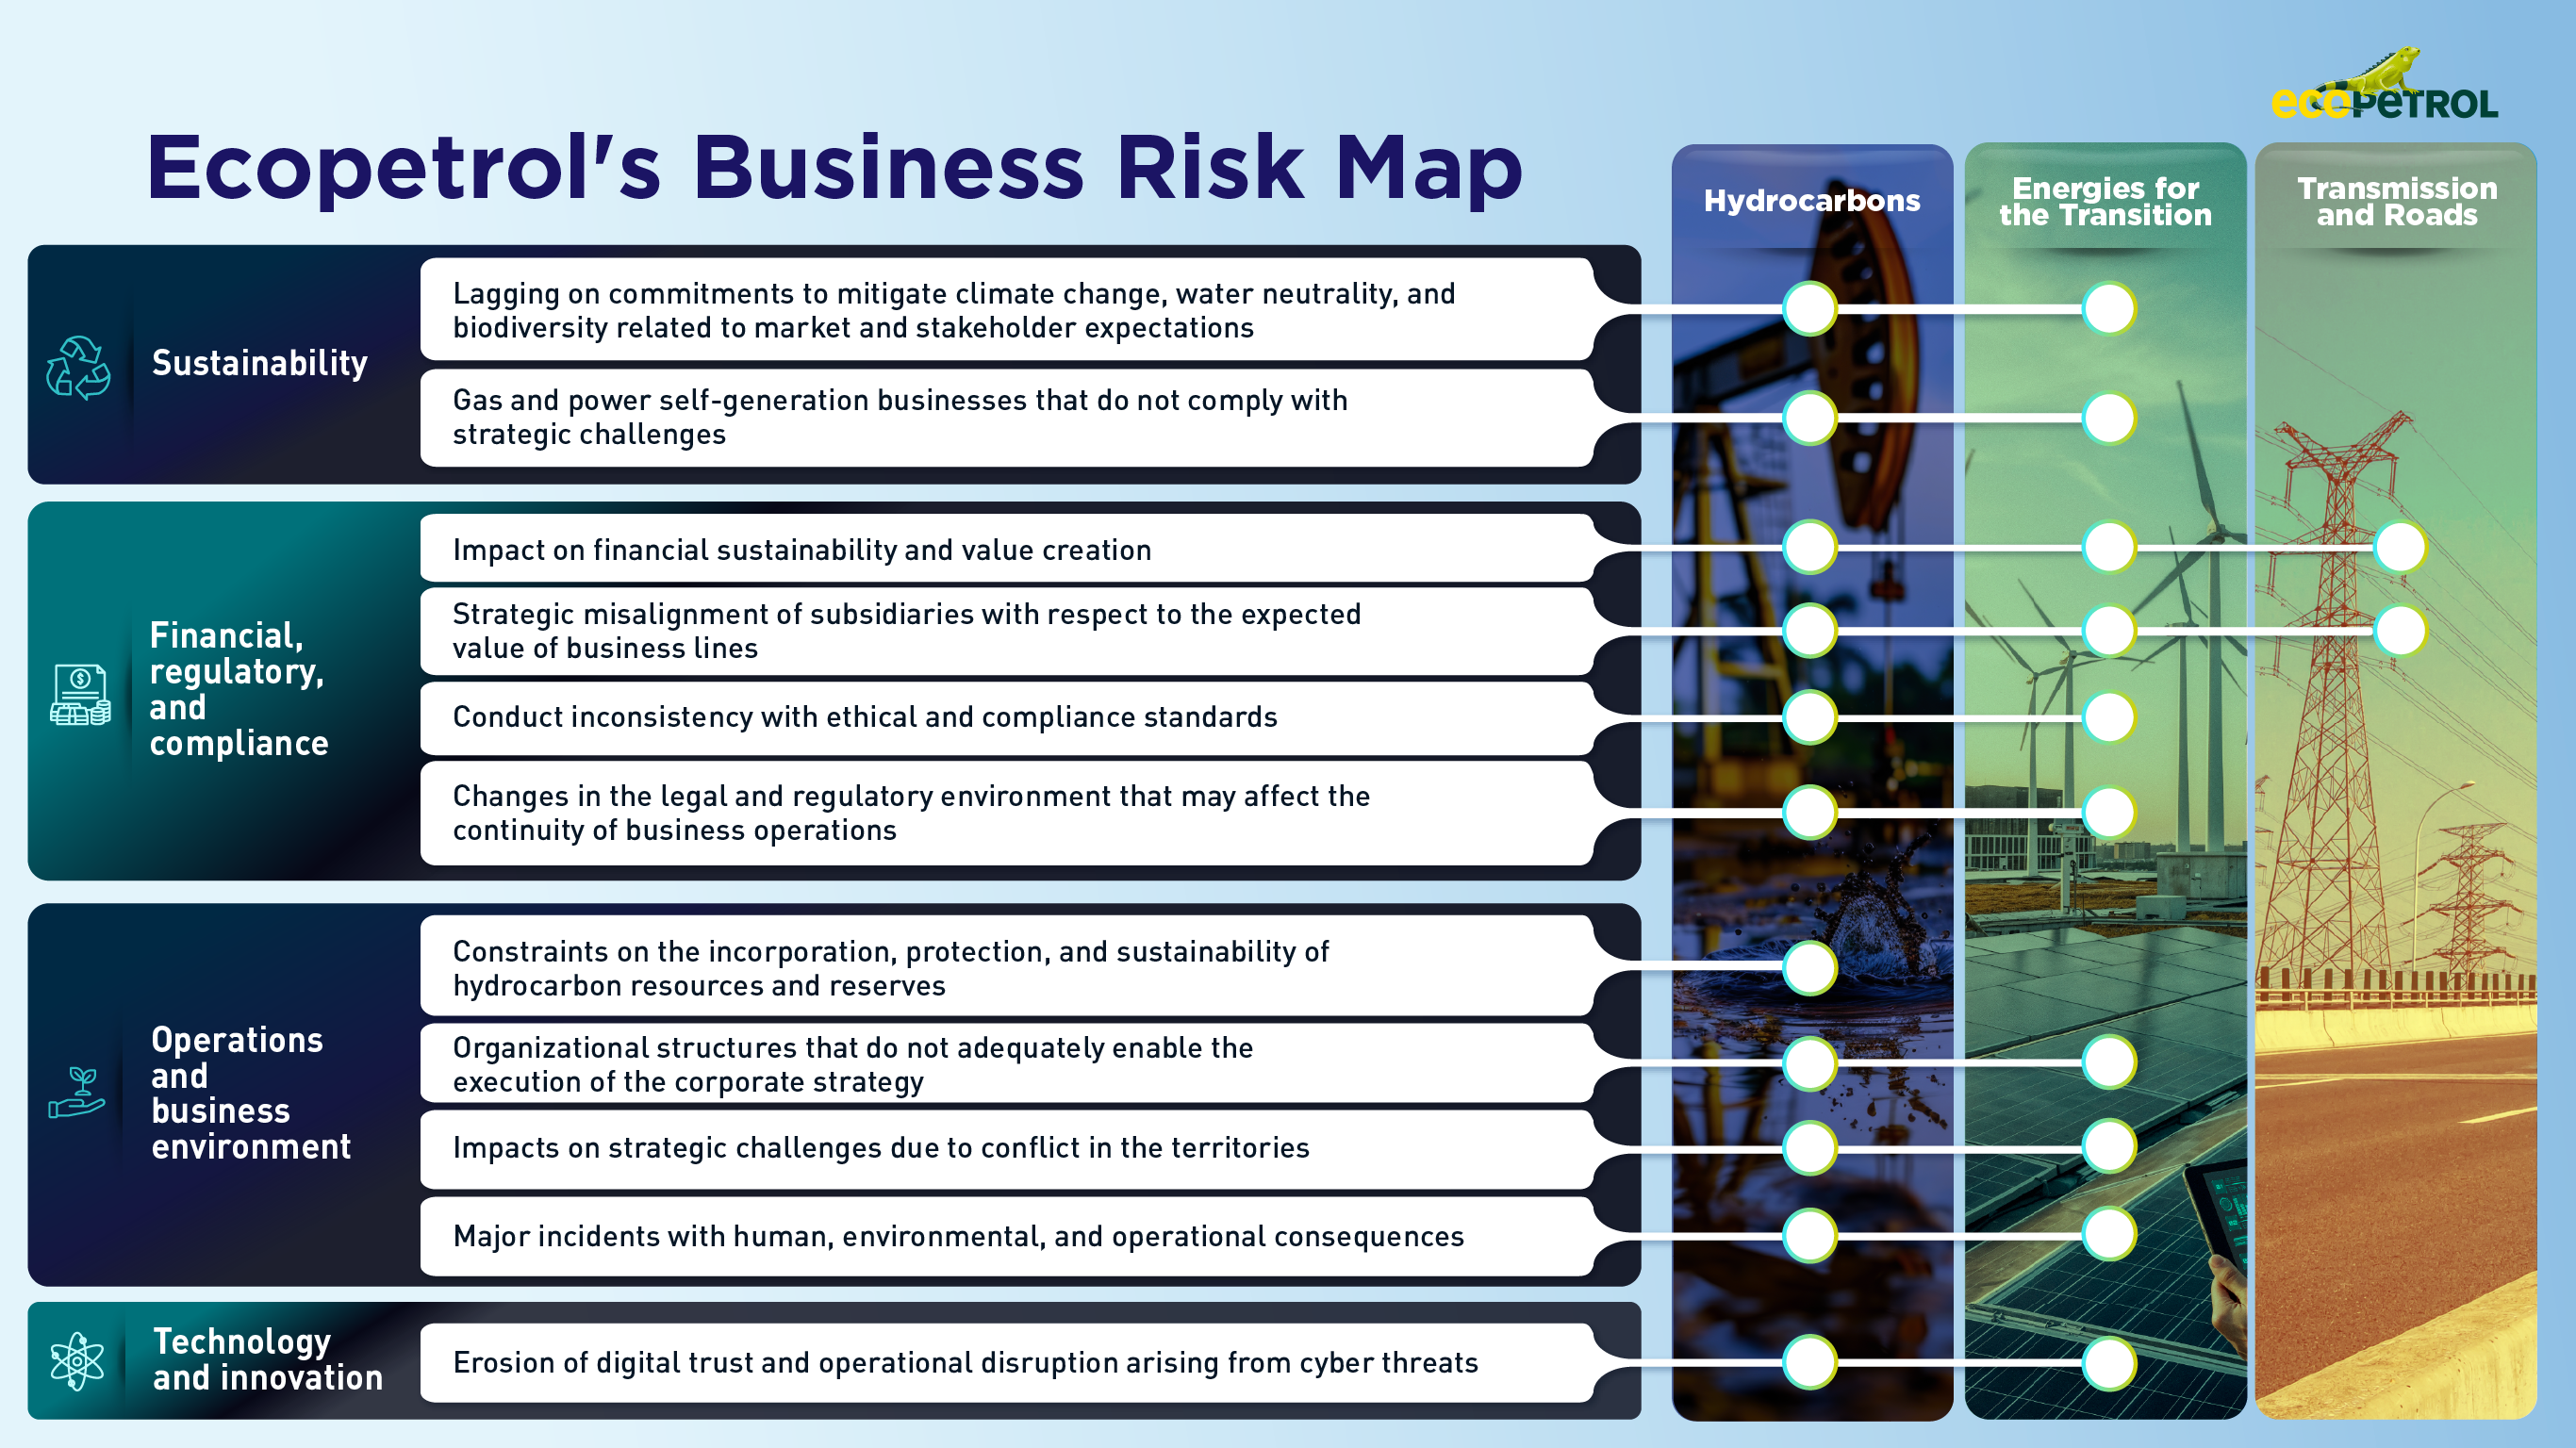 ecopetrol
Ecopetrol's Business Risk Map
Hydrocarbons
Energies for
the Transition
Transmission
and Roads
Sustainability
Lagging on commitments to mitigate climate change, water neutrality, and
biodiversity related to market and stakeholder expectations
Gas and power self-generation businesses that do not comply with
strategic challenges
Financial,
regulatory,
and
compliance
Impact on financial sustainability and value creation
Strategic misalignment of subsidiaries with respect to the expected
value of business lines
Conduct inconsistency with ethical and compliance standards
Changes in the legal and regulatory environment that may affect the
continuity of business operations
Operations
and
business
environment
Constraints on the incorporation, protection, and sustainability of
hydrocarbon resources and reserves
Organizational structures that do not adequately enable the
execution of the corporate strategy
Impacts on strategic challenges due to conflict in the territories
Major incidents with human, environmental, and operational consequences
Technology
and innovation
Erosion of digital trust and operational disruption arising from cyber threats